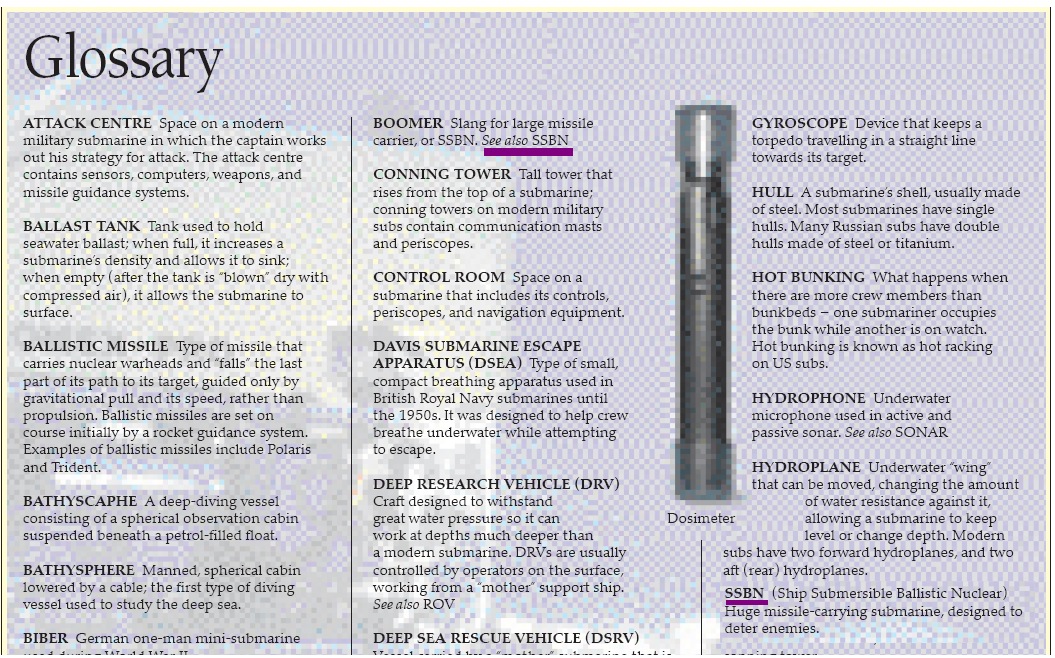 Glossary
ATTACK CENTRE Space on a modern
military submarine in which the captain works
out his strategy for attack. The attack centre
contains sensors, computers, weapons, and
missile guidance systems.
BALLAST TANK Tank used to hold
seawater ballast; when full, it increases a
submarine's density and allows it to sink;
when empty (after the tank is "blown" dry with
compressed air), it allows the submarine to
surface.
BALLISTIC MISSILE Type of missile that
carries nuclear warheads and "falls" the last
part of its path to its target, guided only by
gravitational pull and its speed, rather than
propulsion. Ballistic missiles are set on
course initially by a rocket guidance system.
Examples of ballistic missiles include Polaris
and Trident.
BATHYSCAPHE A deep-diving vessel
consisting of a spherical observation cabin
suspended beneath a petrol-filled float.
BATHYSPHERE Manned, spherical cabin
lowered by a cable; the first type of diving
vessel used to study the deep sea.
BIBER German one-man mini-submarine
used during World War II
BOOMER Slang for large missile
carrier, or SSBN. See also SSBN
CONNING TOWER Tall tower that
rises from the top of a submarine;
conning towers on modern military
subs contain communication masts
and periscopes.
CONTROL ROOM Space on a
submarine that includes its controls,
periscopes, and navigation equipment.
DAVIS SUBMARINE ESCAPE
APPARATUS (DSEA) Type of small,
compact breathing apparatus used in
British Royal Navy submarines until
the 1950s. It was designed to help crew
breathe underwater while attempting
to escape.
DEEP RESEARCH VEHICLE (DRV)
Craft designed to withstand
great water pressure so it can
work at depths much deeper than
a modern submarine. DRVs are usually
controlled by operators on the surface,
working from a "mother" support ship.
See also ROV
DEEP SEA RESCUE VEHICLE (DSRV)
Vessel carried by a "mother" submarine that is
Dosimeter
GYROSCOPE Device that keeps a
torpedo travelling in a straight line
towards its target.
HULL A submarine's shell, usually made
of steel. Most submarines have single
hulls. Many Russian subs have double
hulls made of steel or titanium.
HOT BUNKING What happens when
there are more crew members than
bunkbeds – one submariner occupies
the bunk while another is on watch.
Hot bunking is known as hot racking
on US subs.
HYDROPHONE Underwater
microphone used in active and
passive sonar. See also SONAR
HYDROPLANE Underwater "wing"
that can be moved, changing the amount
of water resistance against it,
allowing a submarine to keep
level or change depth. Modern
subs have two forward hydroplanes, and two
aft (rear) hydroplanes.
SSBN (Ship Submersible Ballistic Nuclear)
Huge missile-carrying submarine, designed to
deter enemies.